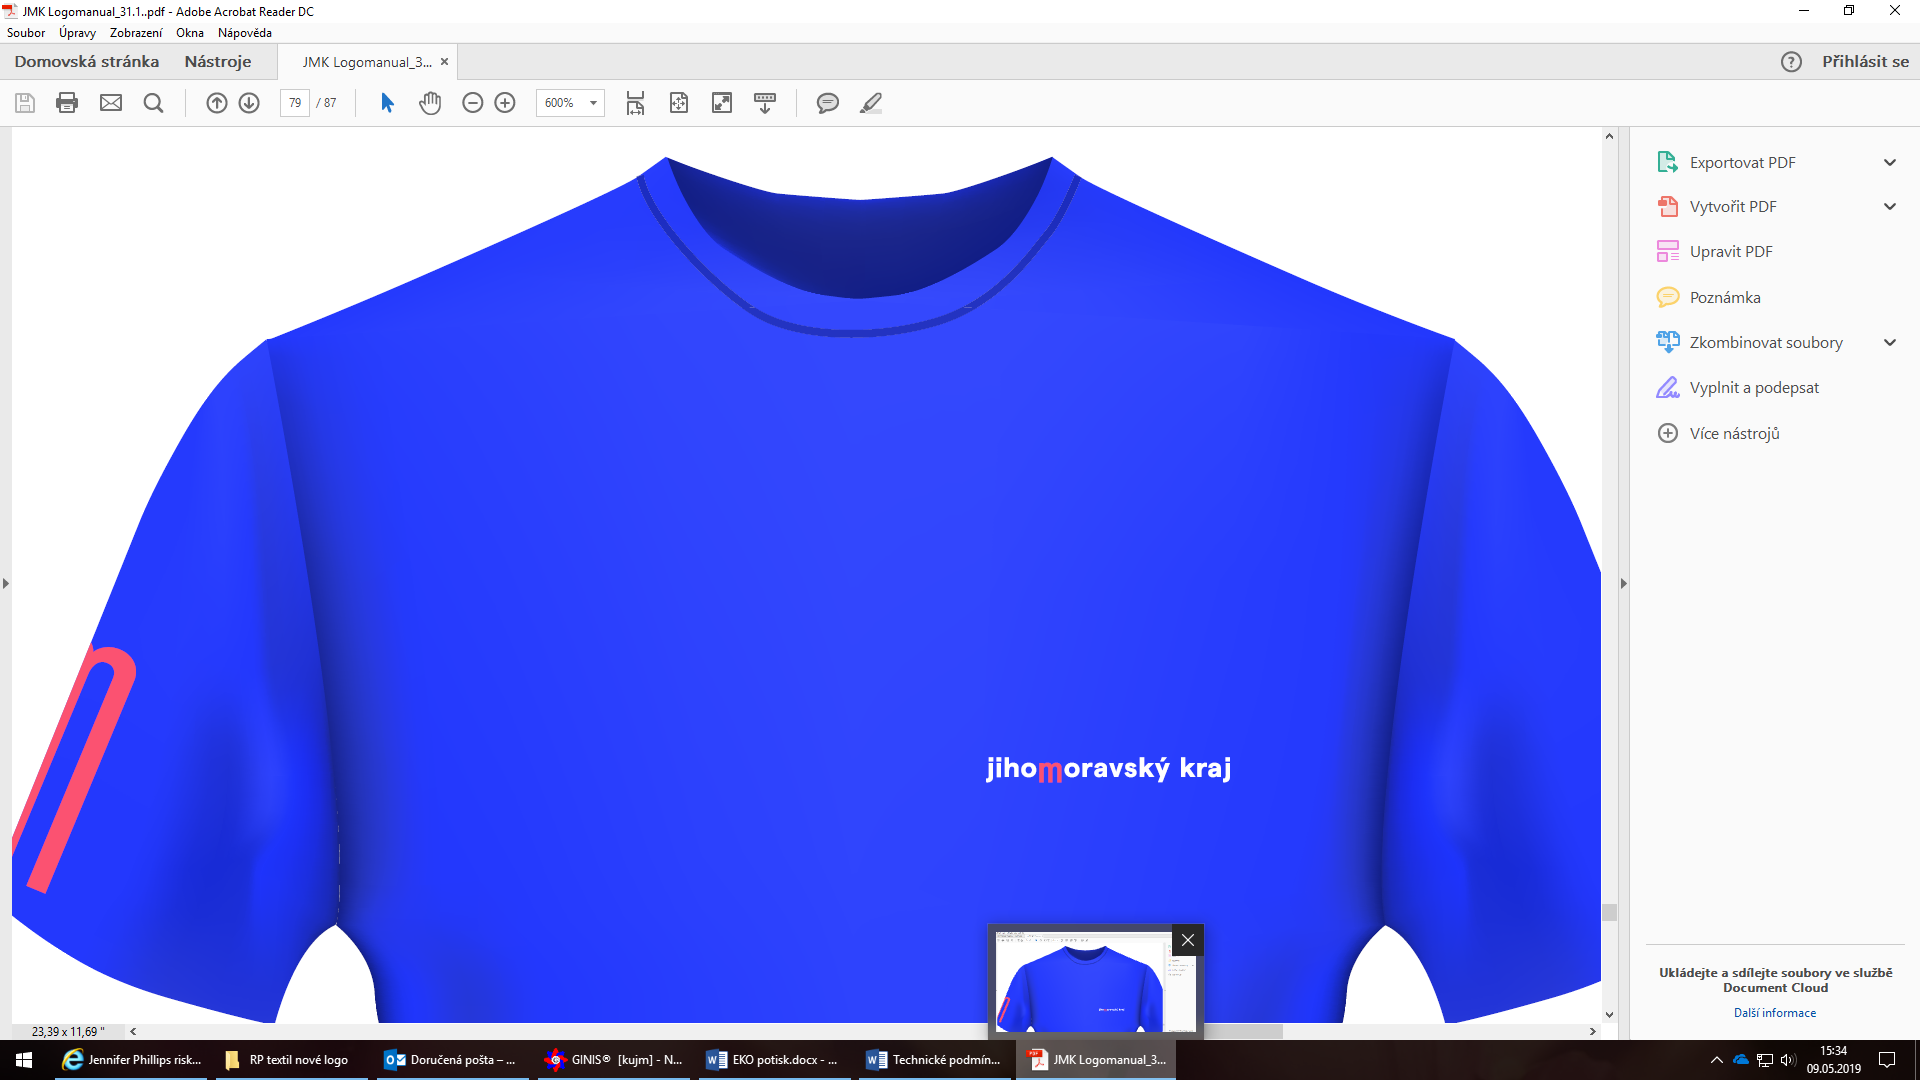 JMK Logomanual_31.1..pdf - Adobe Acrobat Reader DC
Soubor Úpravy Zobrazení Okna Nápověda
Domovská stránka Nástroje JMK Logomanual_3... Přihlásit se
79 / 87 600%
Exportovat PDF
Vytvořit PDF
Upravit PDF
Poznámka
Zkombinovat soubory
Vyplnit a podepsat
Více nástrojů
jihomoravský kraj
Ukládejte a sdílejte soubory ve službě
Document Cloud
Další informace
23,39 x 11,69 "
Jennifer Phillips risk... RP textil nové logo Doručená pošta – ... GINIS® [kujm] - N... EKO potisk.docx - ... Technické podmín... JMK Logomanual_3...
15:34
09.05.2019